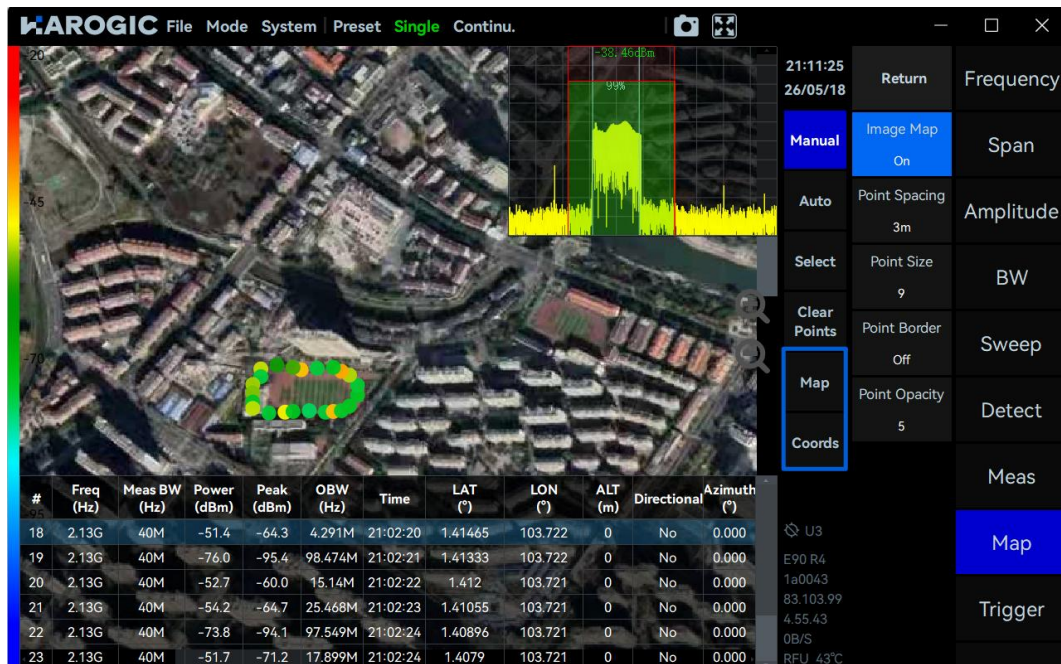 HAROGIC File Mode System Preset Single Continu.
-20
-45
-70
-95
-38.46dBm
99%
21:11:25
26/05/18
Manual
Auto
Select
Clear
Points
Map
Coords
Return
Image Map
On
Point Spacing
3m
Point Size
9
Point Border
Off
Point Opacity
5
Frequency
Span
Amplitude
BW
Sweep
Detect
Meas
Map
Trigger
# Freq (Hz) Meas BW (Hz) Power (dBm) Peak (dBm) OBW (Hz) Time LAT (°) LON (°) ALT (m) Directional Azimuth (°)
18 2.13G 40M -51.4 -64.3 4.291M 21:02:20 1.41465 103.722 0 No 0.000
19 2.13G 40M -76.0 -95.4 98.474M 21:02:21 1.41333 103.722 0 No 0.000
20 2.13G 40M -52.7 -60.0 15.14M 21:02:22 1.412 103.721 0 No 0.000
21 2.13G 40M -54.2 -64.7 25.468M 21:02:23 1.41055 103.721 0 No 0.000
22 2.13G 40M -73.8 -94.1 97.549M 21:02:24 1.40896 103.721 0 No 0.000
23 2.13G 40M -51.7 -71.2 17.899M 21:02:24 1.4079 103.721 0 No 0.000
U3
E90 R4
1a0043
83.103.99
4.55.43
0B/S
RFU 43°C